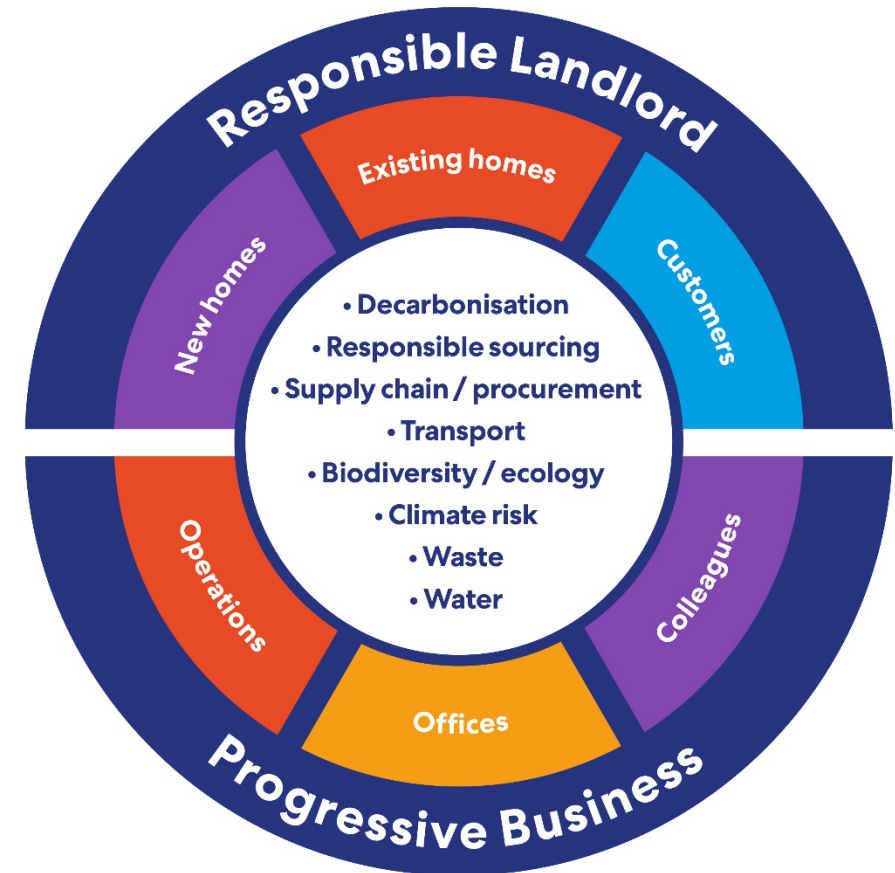 Responsible Landlord
Existing homes
New homes
Customers
• Decarbonisation
• Responsible sourcing
• Supply chain / procurement
• Transport
• Biodiversity / ecology
• Climate risk
• Waste
• Water
Operations
Colleagues
Offices
Progressive Business